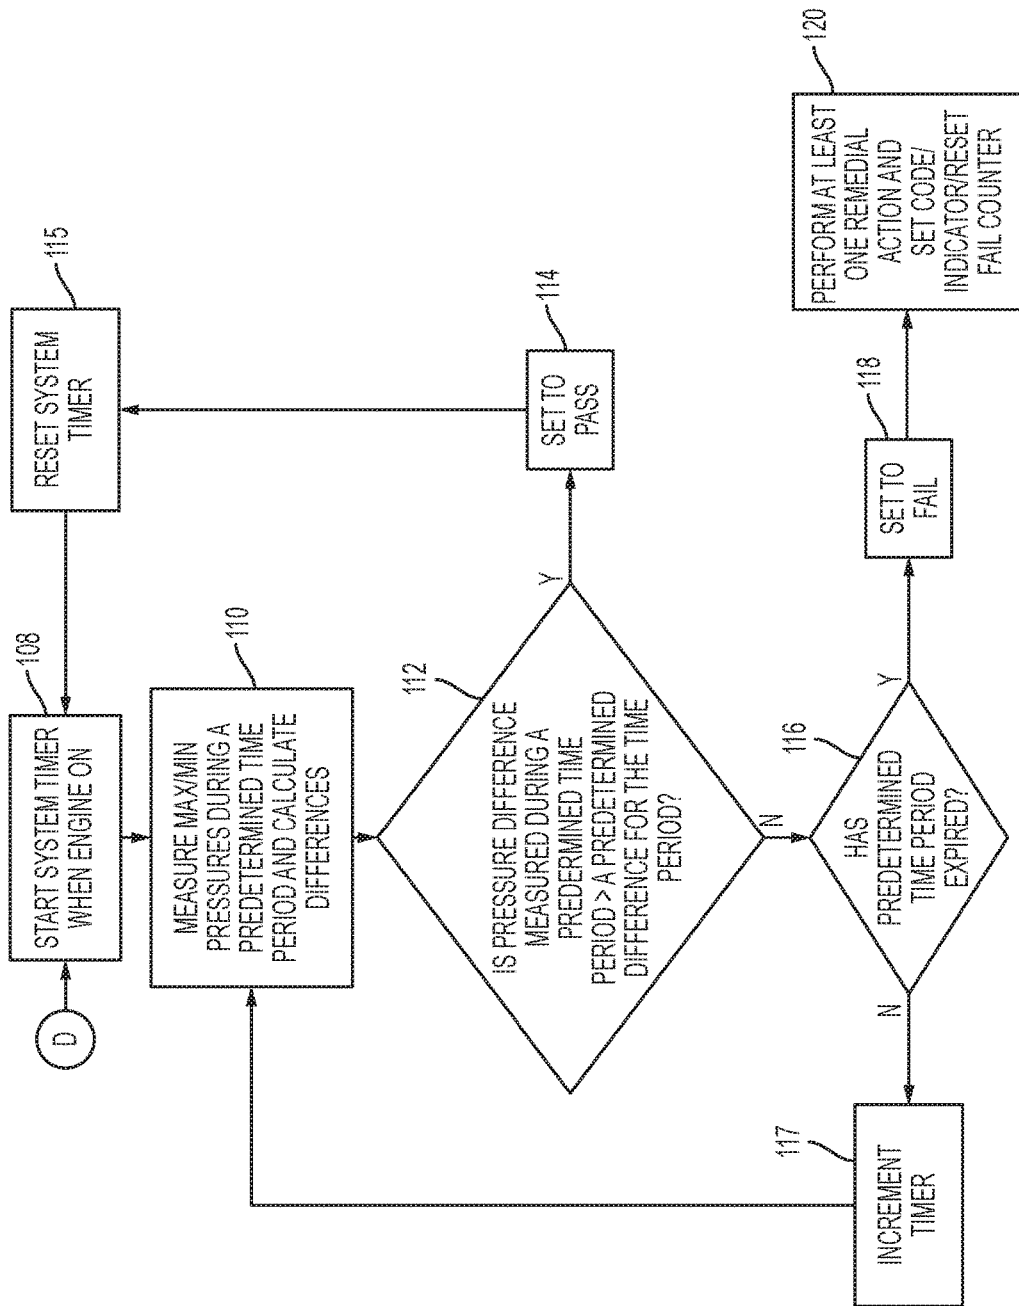 D
108
START SYSTEM TIMER
WHEN ENGINE ON
115
RESET SYSTEM
TIMER
110
MEASURE MAX/MIN
PRESSURES DURING A
PREDETERMINED TIME
PERIOD AND CALCULATE
DIFFERENCES
112
IS PRESSURE DIFFERENCE
MEASURED DURING A
PREDERMINED TIME
PERIOD > A PREDETERMINED
DIFFERENCE FOR THE TIME
PERIOD?
Y
114
SET TO
PASS
N
116
HAS
PREDETERMINED
TIME PERIOD
EXPIRED?
N
Y
117
INCREMENT
TIMER
118
SET TO
FAIL
120
PERFORM AT LEAST
ONE REMEDIAL
ACTION AND
SET CODE/
INDICATOR/RESET
FAIL COUNTER